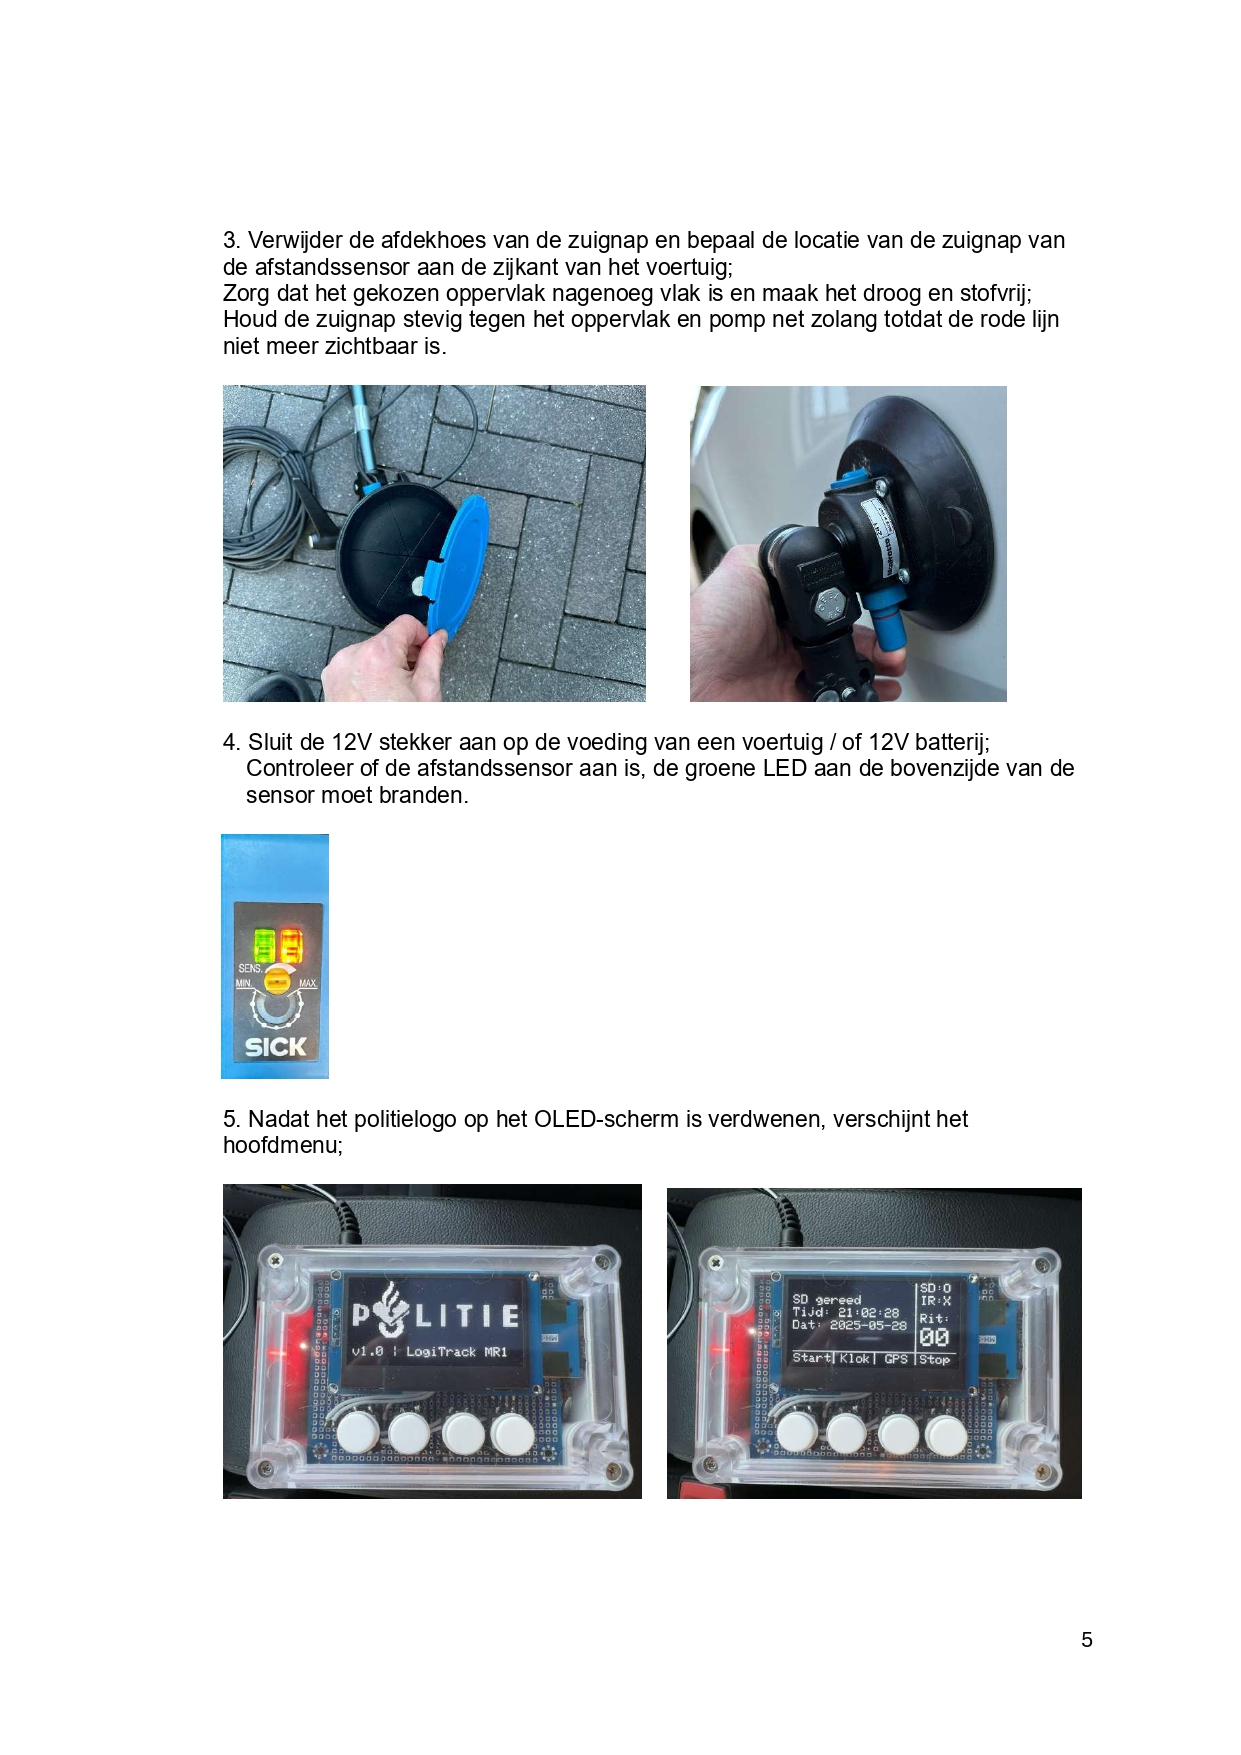 3. Verwijder de afdekhoes van de zuignap en bepaal de locatie van de zuignap van
de afstandssensor aan de zijkant van het voertuig;
Zorg dat het gekozen oppervlak nagenoeg vlak is en maak het droog en stofvrij;
Houd de zuignap stevig tegen het oppervlak en pomp net zolang totdat de rode lijn
niet meer zichtbaar is.
4. Sluit de 12V stekker aan op de voeding van een voertuig / of 12V batterij;
Controleer of de afstandssensor aan is, de groene LED aan de bovenzijde van de
sensor moet branden.
SENS.
MIN. MAX.
SICK
5. Nadat het politielogo op het OLED-scherm is verdwenen, verschijnt het
hoofdmenu;
POLITIE
v1.0 | LogiTrack MR1
SD gereed
Tijd: 21:02:28
Dat: 2025-05-28
SD:O
IR:X
Rit:
00
Start| Klok| GPS |Stop
5